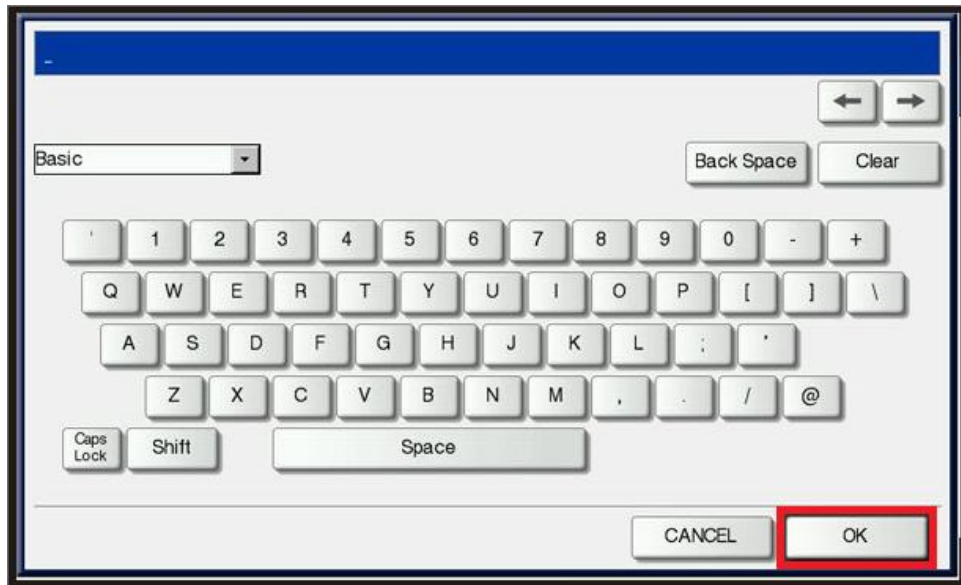 _
Basic
Back Space Clear
' 1 2 3 4 5 6 7 8 9 0 - +
Q W E R T Y U I O P [ ] \
A S D F G H J K L ; '
Z X C V B N M , . / @
Caps Lock Shift Space
CANCEL OK